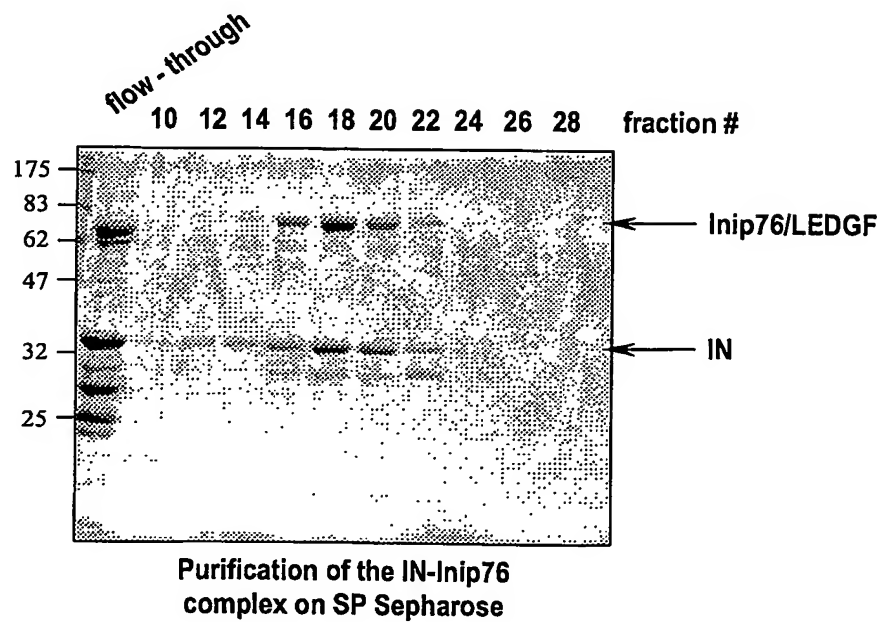 flow - through
10 12 14 16 18 20 22 24 26 28 fraction #
175
83
Inip76/LEDGF
62
47
32
IN
25
Purification of the IN-Inip76
complex on SP Sepharose